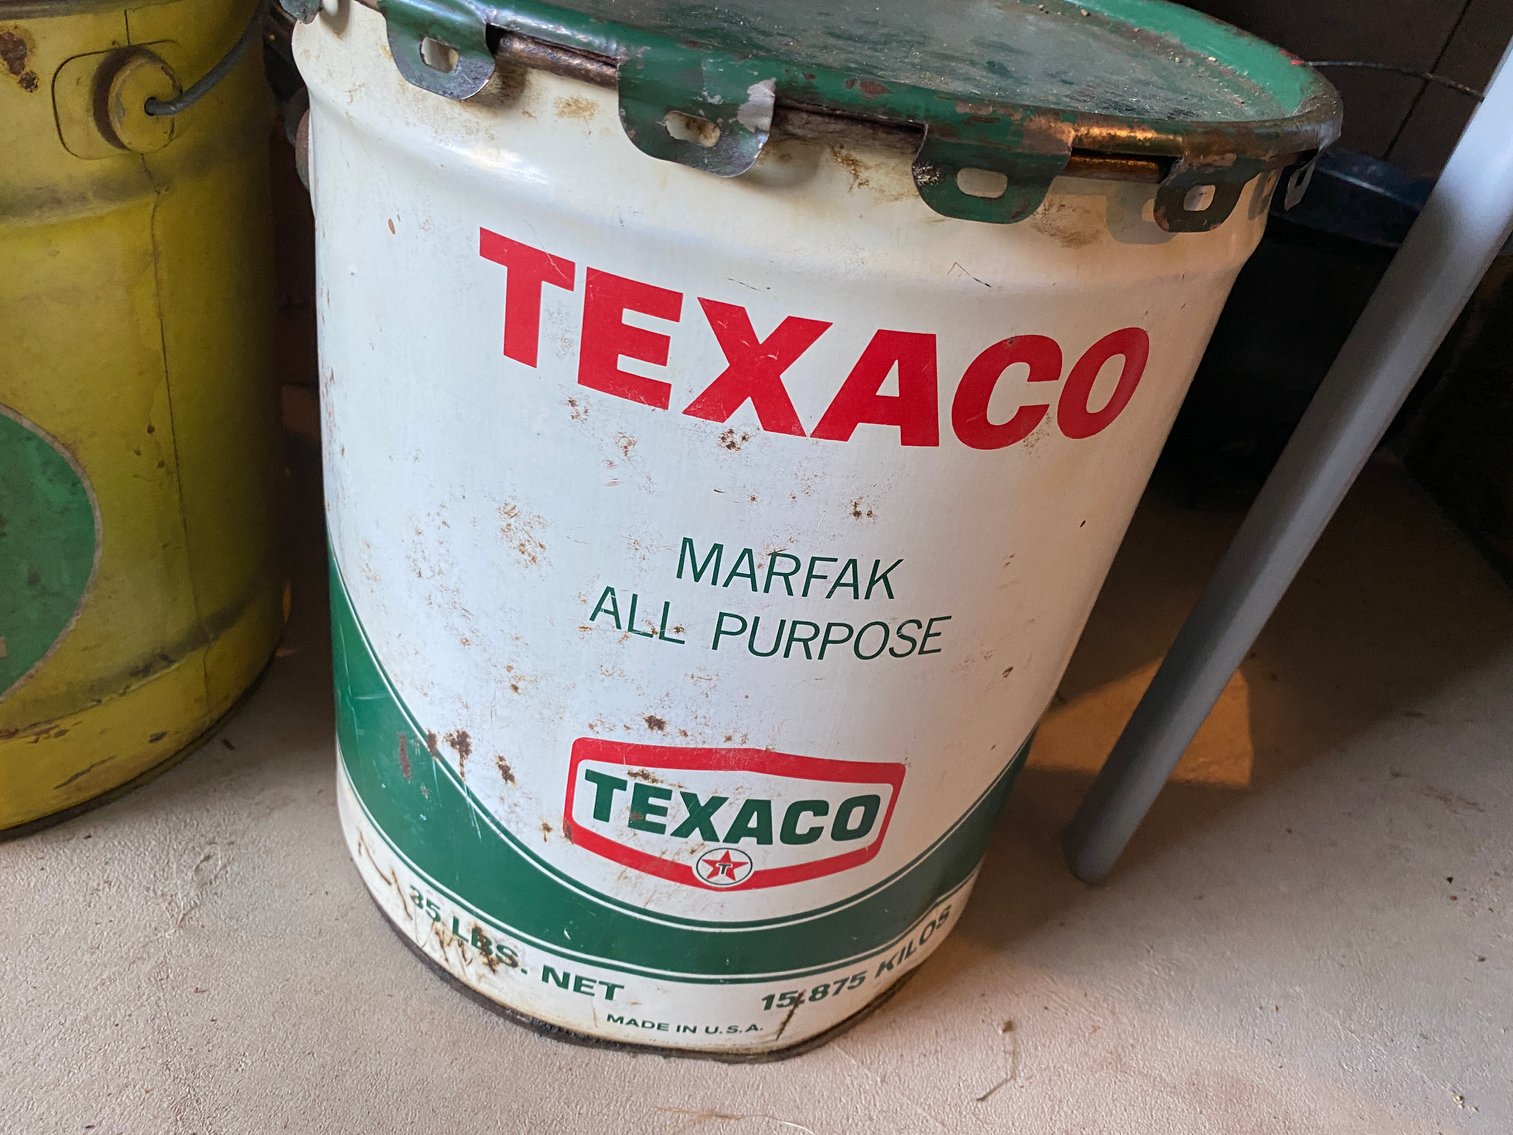 TEXACO
MARFAK
ALL PURPOSE
TEXACO
T
35 LBS. NET
15.875 KILOS
MADE IN U.S.A.